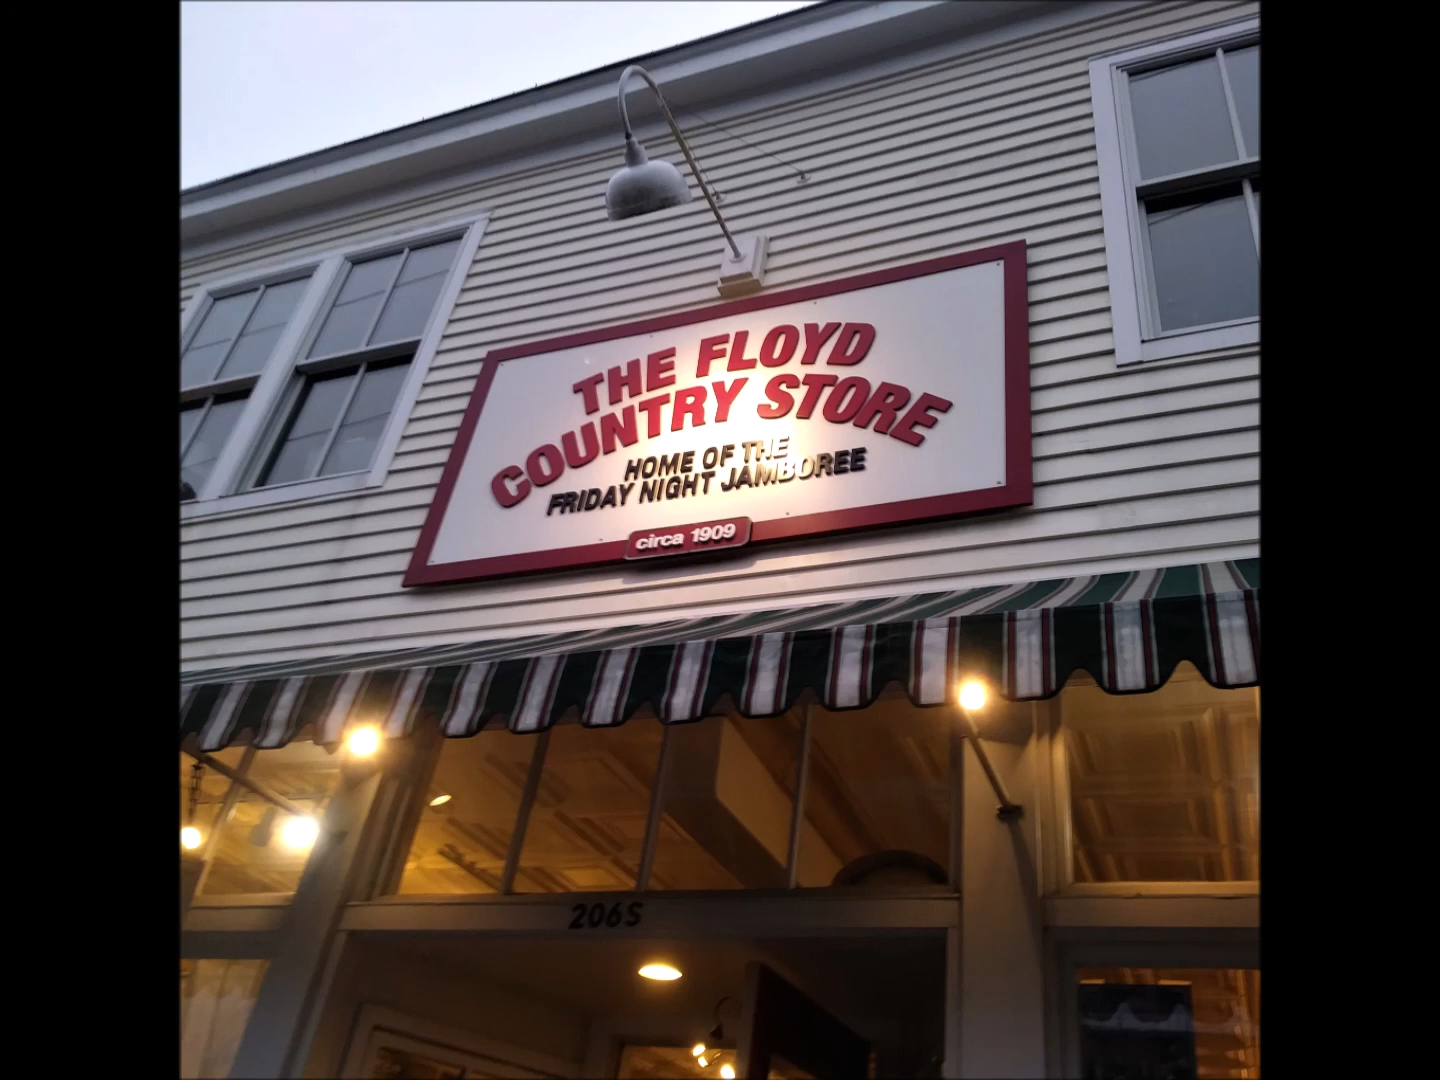 THE FLOYD
COUNTRY STORE
HOME OF THE
FRIDAY NIGHT JAMBOREE
circa 1909
206S